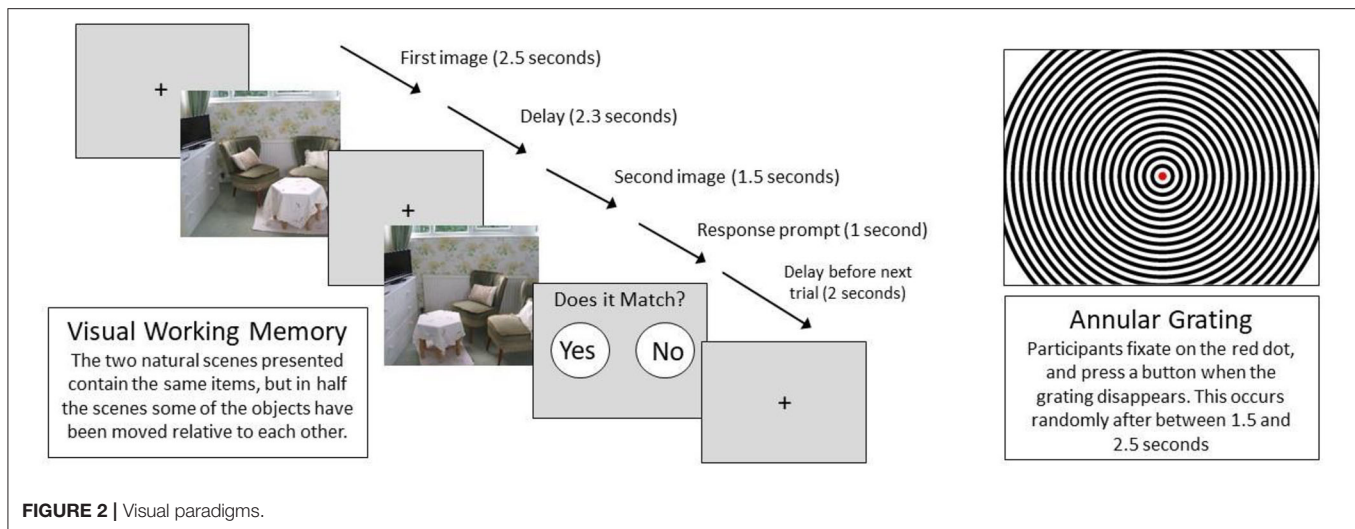 First image (2.5 seconds)
Delay (2.3 seconds)
Second image (1.5 seconds)
Response prompt (1 second)
Delay before next
trial (2 seconds)
Does it Match?
Yes
No
Visual Working Memory
The two natural scenes presented
contain the same items, but in half
the scenes some of the objects have
been moved relative to each other.
Annular Grating
Participants fixate on the red dot,
and press a button when the
grating disappears. This occurs
randomly after between 1.5 and
2.5 seconds
FIGURE 2 | Visual paradigms.